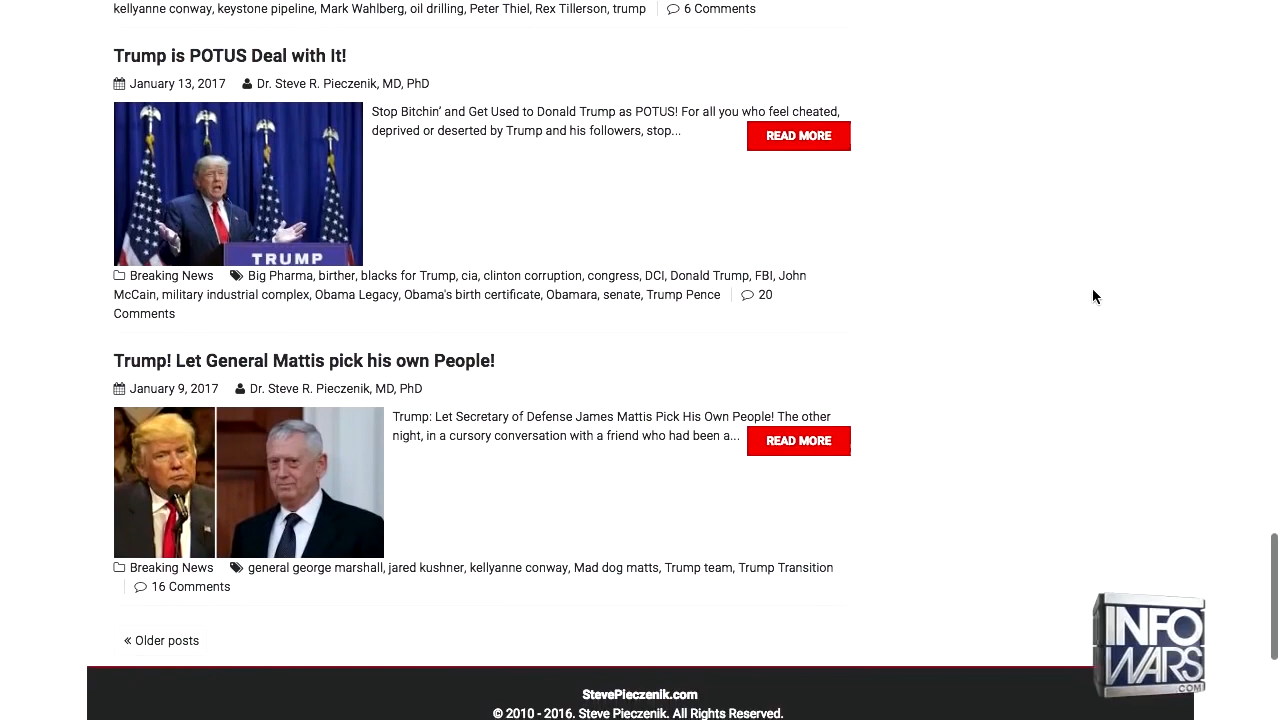 kellyanne conway, keystone pipeline, Mark Wahlberg, oil drilling, Peter Thiel, Rex Tillerson, trump 6 Comments
Trump is POTUS Deal with It!
January 13, 2017 Dr. Steve R. Pieczenik, MD, PhD
Stop Bitchin’ and Get Used to Donald Trump as POTUS! For all you who feel cheated,
deprived or deserted by Trump and his followers, stop...
READ MORE
TRUMP
Breaking News Big Pharma, birther, blacks for Trump, cia, clinton corruption, congress, DCI, Donald Trump, FBI, John
McCain, military industrial complex, Obama Legacy, Obama's birth certificate, Obamara, senate, Trump Pence 20
Comments
Trump! Let General Mattis pick his own People!
January 9, 2017 Dr. Steve R. Pieczenik, MD, PhD
Trump: Let Secretary of Defense James Mattis Pick His Own People! The other
night, in a cursory conversation with a friend who had been a...
READ MORE
Breaking News general george marshall, jared kushner, kellyanne conway, Mad dog matts, Trump team, Trump Transition
16 Comments
« Older posts
INFO
WARS
.COM
StevePieczenik.com
© 2010 - 2016. Steve Pieczenik. All Rights Reserved.